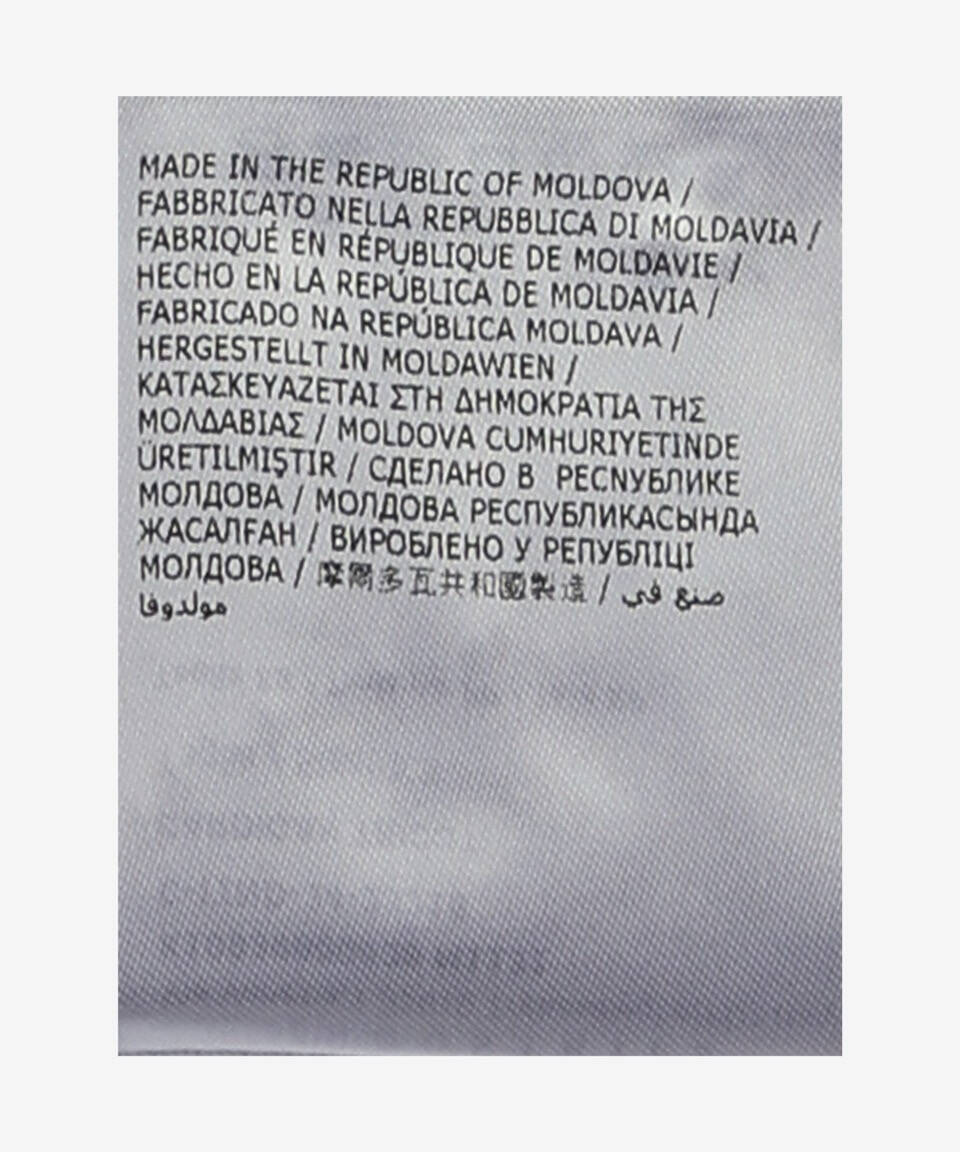 MADE IN THE REPUBLIC OF MOLDOVA /
FABBRICATO NELLA REPUBBLICA DI MOLDAVIA /
FABRIQUÉ EN RÉPUBLIQUE DE MOLDAVIE /
HECHO EN LA REPÚBLICA DE MOLDAVIA /
FABRICADO NA REPÚBLICA MOLDAVA /
HERGESTELLT IN MOLDAWIEN /
ΚΑΤΑΣΚΕΥΑΖΕΤΑΙ ΣΤΗ ΔΗΜΟΚΡΑΤΙΑ ΤΗΣ
ΜΟΛΔΑΒΙΑΣ / MOLDOVA CUMHURIYETINDE
ÜRETILMIŞTIR / СДЕЛАНО В РЕСNУБЛИКЕ
МОЛДОВА / МОЛДОВА РЕСПУБЛИКАСЫНДА
ЖАСАЛҒАН / ВИРОБЛЕНО У РЕПУБЛІЦІ
МОЛДОВА / 摩爾多瓦共和國製造 / صنع في
مولدوفا